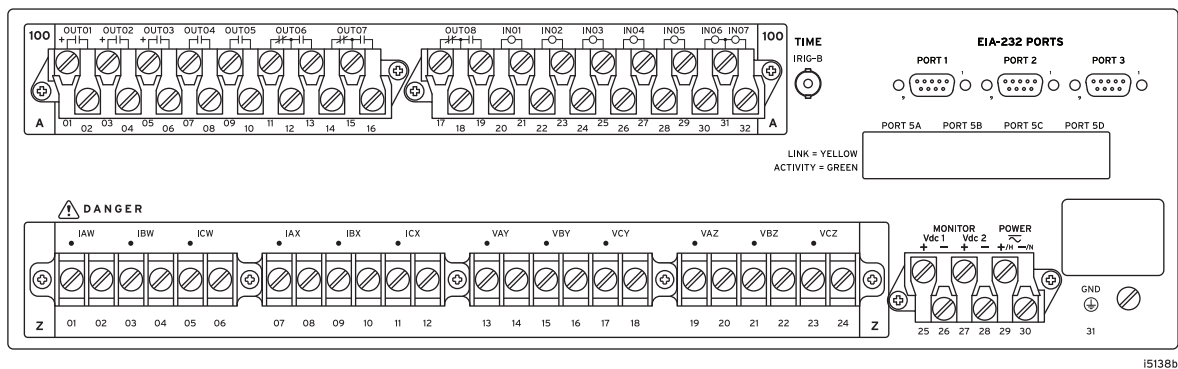 100 OUT01 OUT02 OUT03 OUT04 OUT05 OUT06 OUT07 OUT08 IN01 IN02 IN03 IN04 IN05 IN06 IN07 100
+ + +
A 01 02 03 04 05 06 07 08 09 10 11 12 13 14 15 16 17 18 19 20 21 22 23 24 25 26 27 28 29 30 31 32 A
TIME
IRIG-B
EIA-232 PORTS
PORT 1 PORT 2 PORT 3
1 1 1
9 9 9
PORT 5A PORT 5B PORT 5C PORT 5D
LINK = YELLOW
ACTIVITY = GREEN
DANGER
IAW IBW ICW IAX IBX ICX VAY VBY VCY VAZ VBZ VCZ
Z 01 02 03 04 05 06 07 08 09 10 11 12 13 14 15 16 17 18 19 20 21 22 23 24 Z
MONITOR POWER
Vdc 1 Vdc 2
+ – + – +/H –/N
25 26 27 28 29 30
GND
31
i5138b